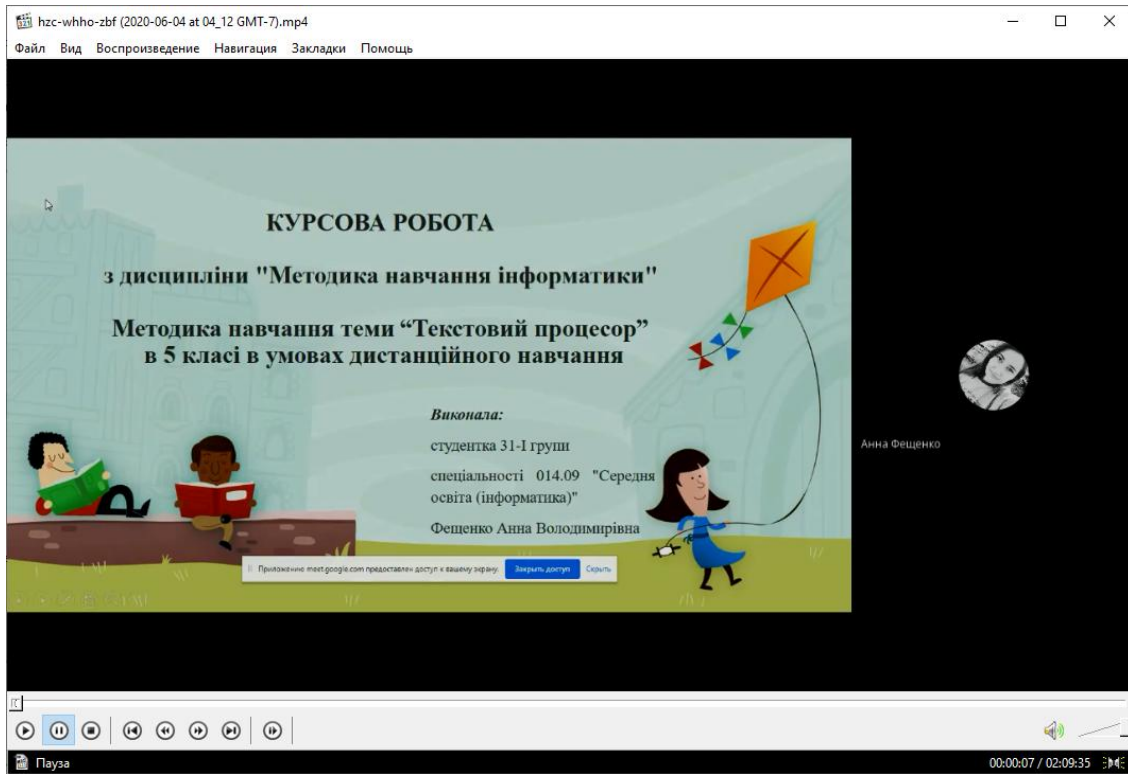 hzc-whho-zbf (2020-06-04 at 04_12 GMT-7).mp4
Файл Вид Воспроизведение Навигация Закладки Помощь
КУРСОВА РОБОТА
з дисципліни "Методика навчання інформатики"
Методика навчання теми “Текстовий процесор”
в 5 класі в умовах дистанційного навчання
Виконала:
студентка 31-І групи
спеціальності 014.09 "Середня
освіта (інформатика)"
Фещенко Анна Володимирівна
Анна Фещенко
Приложению meet.google.com предоставлен доступ к вашему экрану. Закрыть доступ Скрыть
Пауза 00:00:07 / 02:09:35